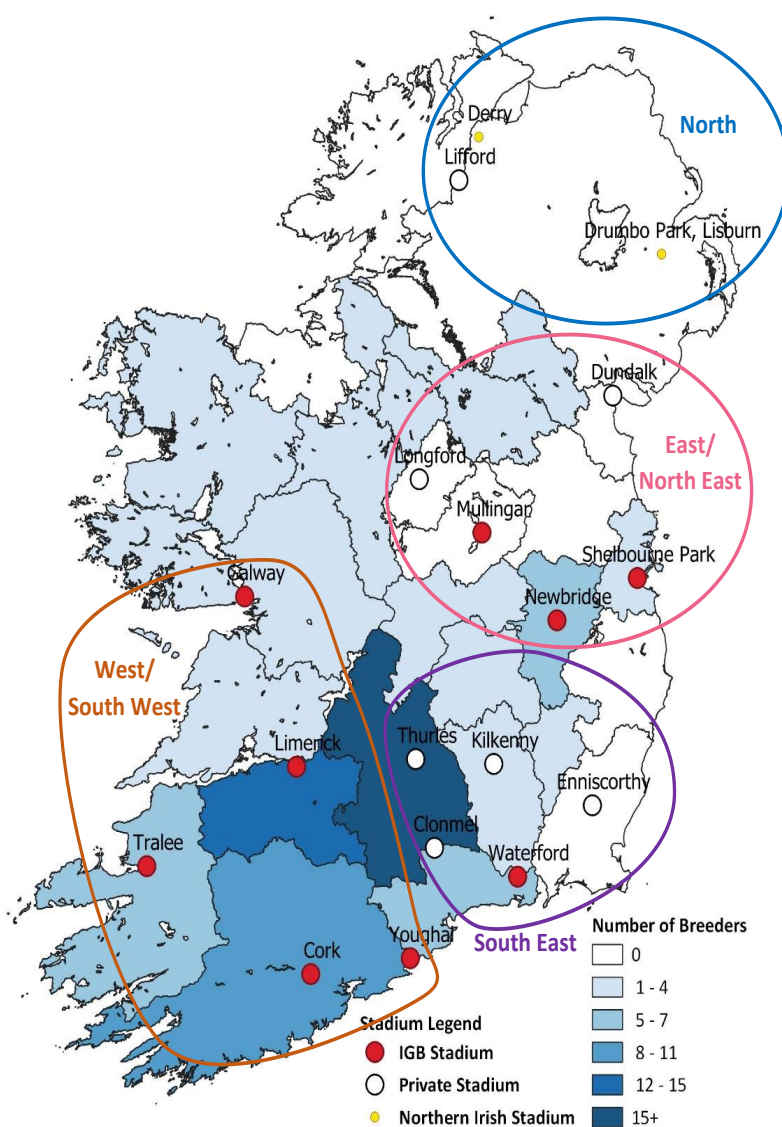 Derry
North
Lifford
Drumbo Park, Lisburn
Dundalk
East/
North East
Longford
Mullingar
Shelbourne Park
Galway
Newbridge
West/
South West
Limerick
Thurles
Kilkenny
Enniscorthy
Tralee
Clonmel
Waterford
Youghal
South East
Cork
Number of Breeders
0
1 - 4
5 - 7
8 - 11
12 - 15
15+
Stadium Legend
IGB Stadium
Private Stadium
Northern Irish Stadium